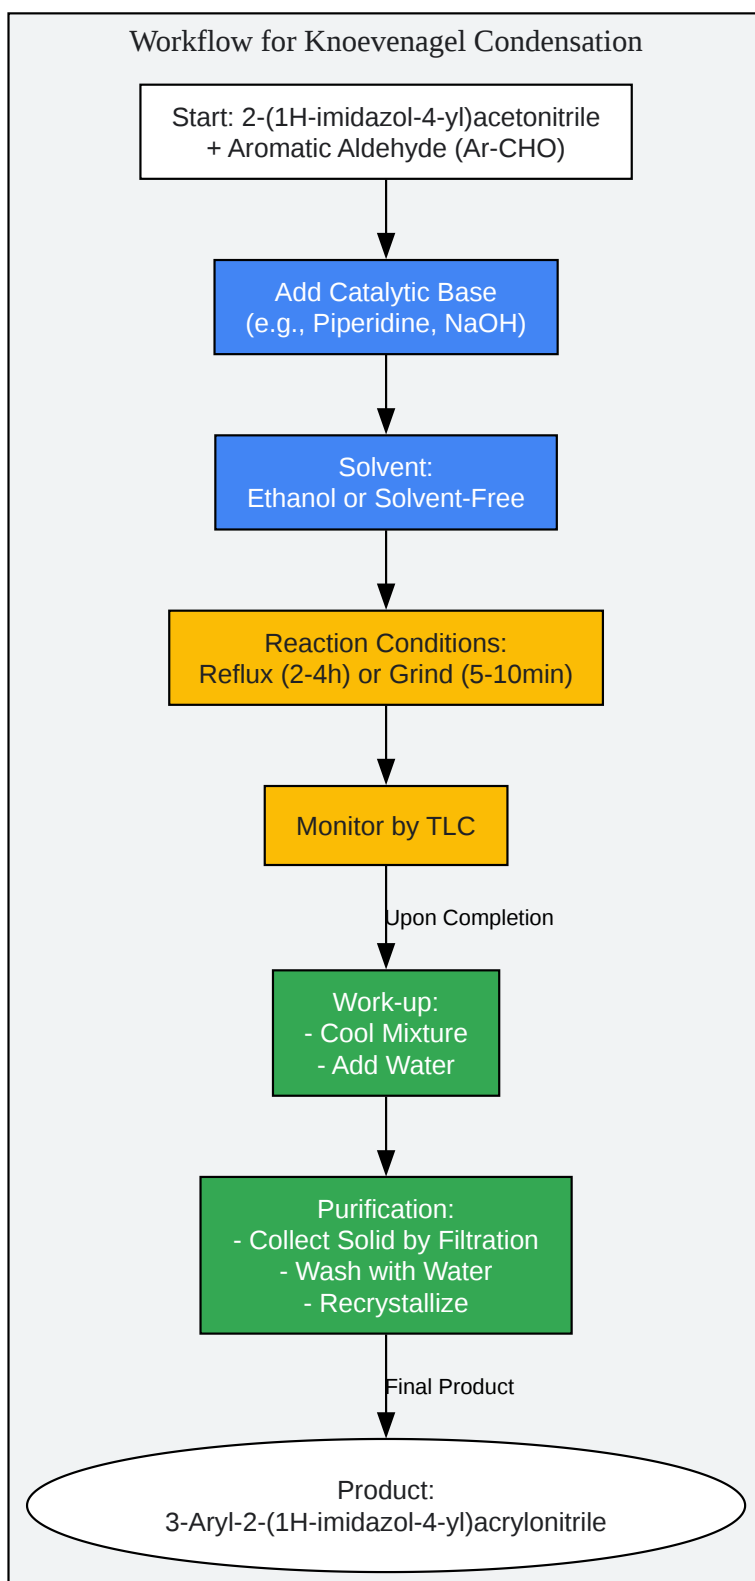 Workflow for Knoevenagel Condensation
Start: 2-(1H-imidazol-4-yl)acetonitrile
+ Aromatic Aldehyde (Ar-CHO)
Add Catalytic Base
(e.g., Piperidine, NaOH)
Solvent:
Ethanol or Solvent-Free
Reaction Conditions:
Reflux (2-4h) or Grind (5-10min)
Monitor by TLC
Upon Completion
Work-up:
- Cool Mixture
- Add Water
Purification:
- Collect Solid by Filtration
- Wash with Water
- Recrystallize
Final Product
Product:
3-Aryl-2-(1H-imidazol-4-yl)acrylonitrile